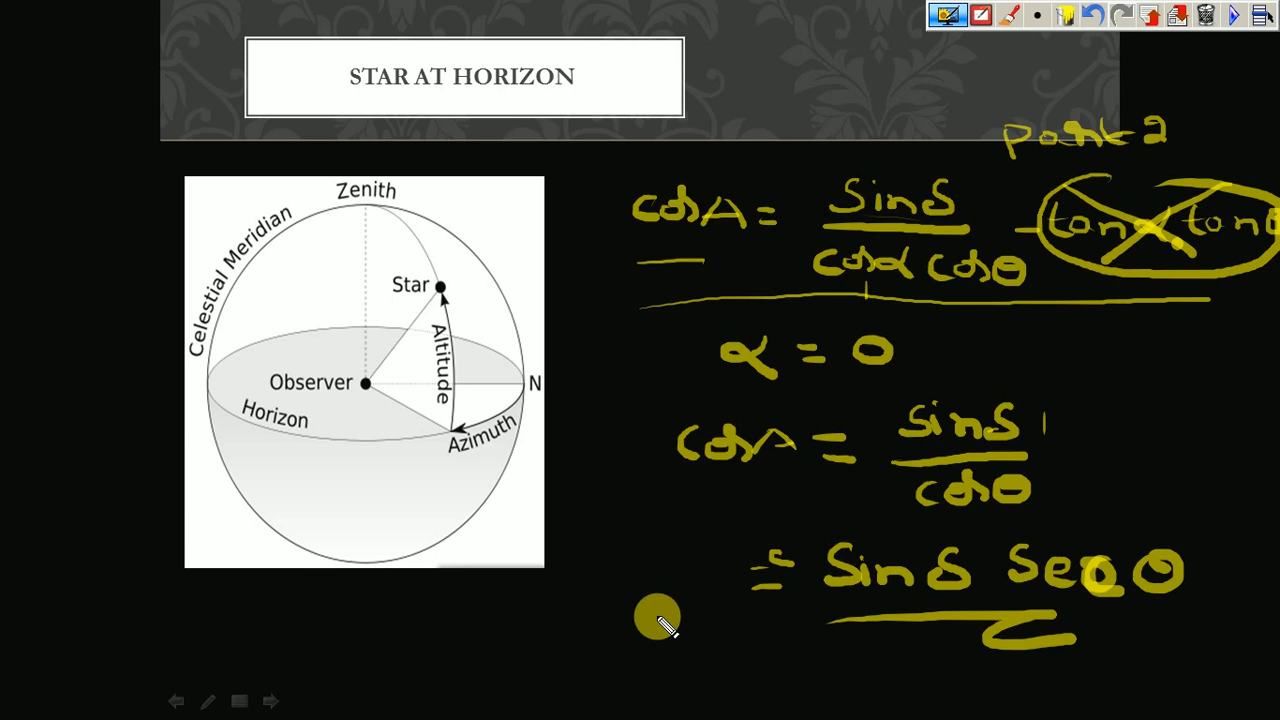 STAR AT HORIZON
part 2
cosA = sinδ / cosα cosθ - tanα. tanθ
α = 0
cosA = sinδ / cosθ
= sinδ secθ
Zenith
Celestial Meridian
Star
Altitude
Observer
N
Horizon
Azimuth